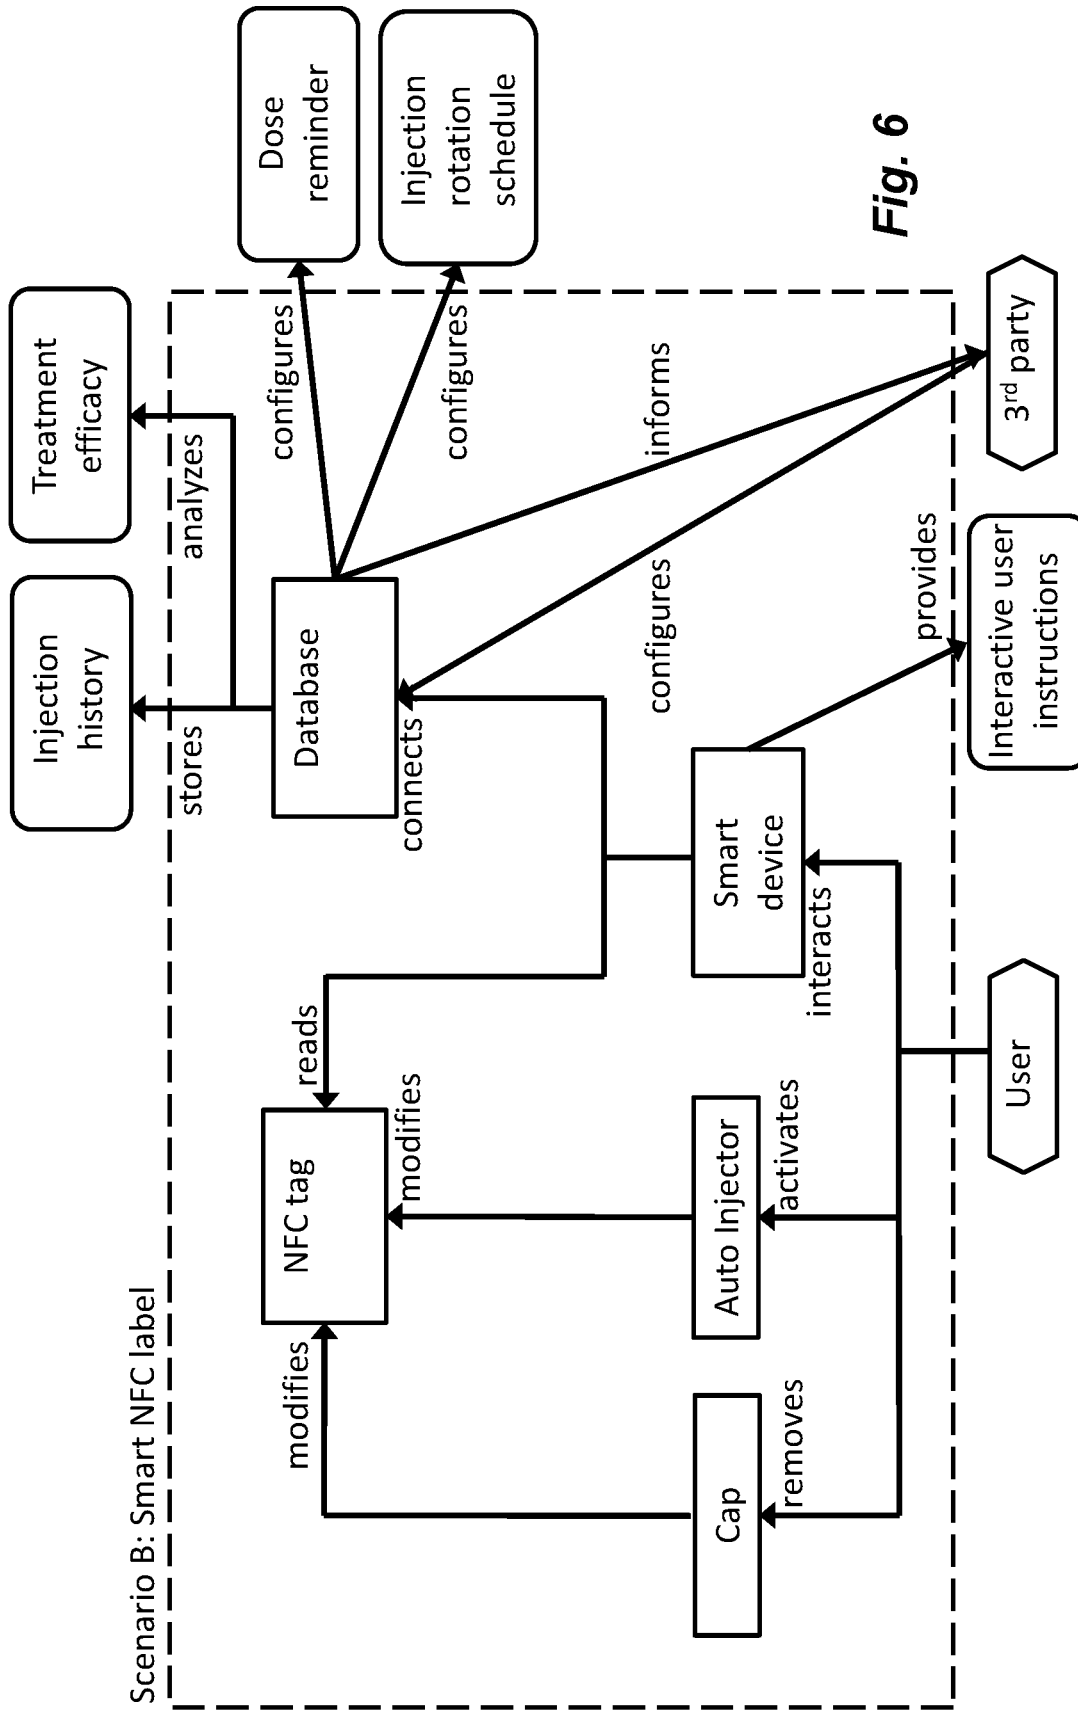 Scenario B: Smart NFC label
Injection
history
Treatment
efficacy
stores
analyzes
modifies
NFC tag
reads
Database
configures
Dose
reminder
modifies
connects
configures
Injection
rotation
schedule
configures
informs
Cap
Auto Injector
Smart
device
removes
activates
interacts
provides
User
Interactive user
instructions
3rd party
Fig. 6